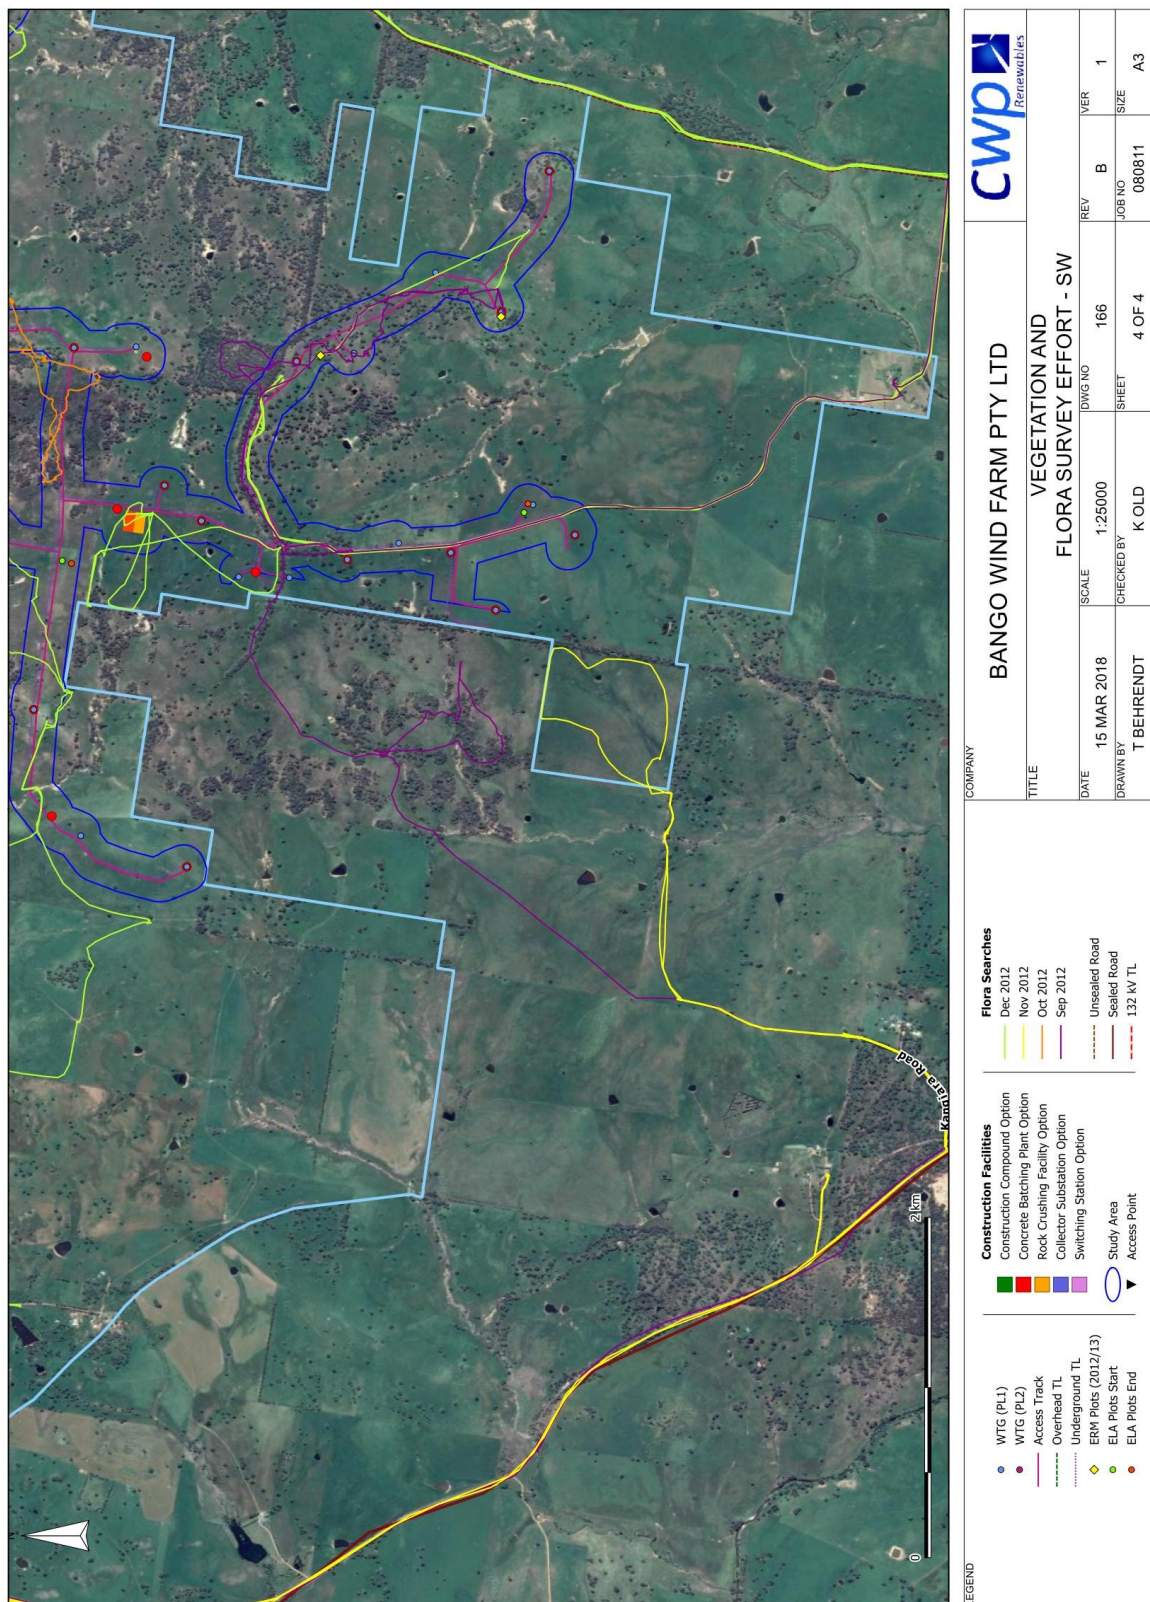 Kangiara Road
Kangiara
0
2 km
LEGEND
WTG (PL1)
WTG (PL2)
Access Track
Overhead TL
Underground TL
ERM Plots (2012/13)
ELA Plots Start
ELA Plots End
Construction Facilities
Construction Compound Option
Concrete Batching Plant Option
Rock Crushing Facility Option
Collector Substation Option
Switching Station Option
Study Area
Access Point
Flora Searches
Dec 2012
Nov 2012
Oct 2012
Sep 2012
Unsealed Road
Sealed Road
132 kV TL
COMPANY
BANGO WIND FARM PTY LTD
cwp
Renewables
TITLE
VEGETATION AND
FLORA SURVEY EFFORT - SW
DATE
15 MAR 2018
SCALE
1:25000
DWG NO
166
REV
B
VER
1
DRAWN BY
T BEHRENDT
CHECKED BY
K OLD
SHEET
4 OF 4
JOB NO
080811
SIZE
A3